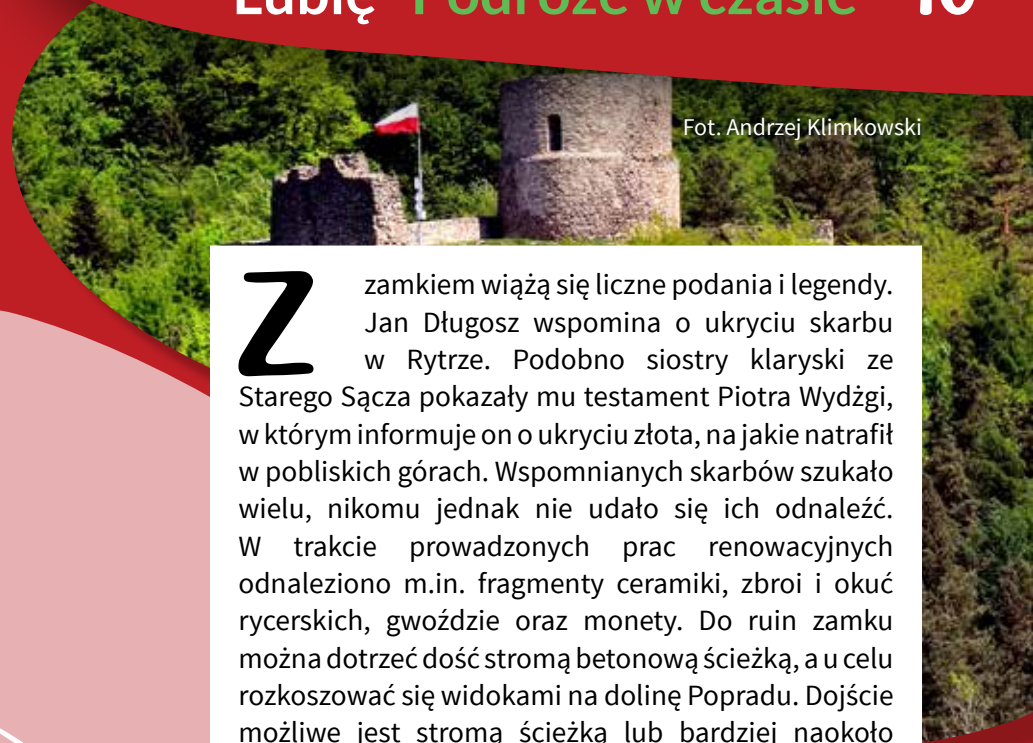 Lubię Podróże w czasie 10
Fot. Andrzej Klimkowski
Z zamkiem wiążą się liczne podania i legendy.
Jan Długosz wspomina o ukryciu skarbu
w Rytrze. Podobno siostry klaryski ze
Starego Sącza pokazały mu testament Piotra Wydżgi,
w którym informuje on o ukryciu złota, na jakie natrafił
w pobliskich górach. Wspomnianych skarbów szukało
wielu, nikomu jednak nie udało się ich odnaleźć.
W trakcie prowadzonych prac renowacyjnych
odnaleziono m.in. fragmenty ceramiki, zbroi i okuć
rycerskich, gwoździe oraz monety. Do ruin zamku
można dotrzeć dość stromą betonową ścieżką, a u celu
rozkoszować się widokami na dolinę Popradu. Dojście
możliwe jest stromą ścieżką lub bardziej naokoło